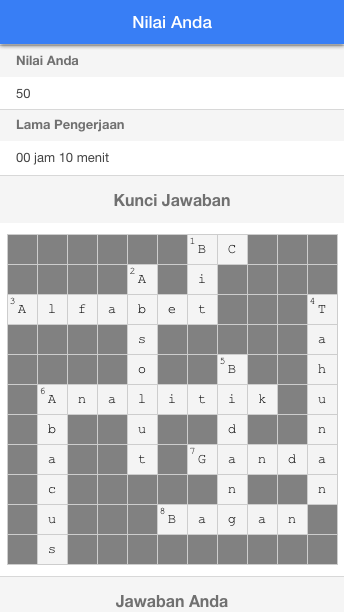 Nilai Anda
Nilai Anda
50
Lama Pengerjaan
00 jam 10 menit
Kunci Jawaban
1 B C
2 A i
3 A l f a b e t 4 T
s a
o 5 B h
6 A n a l i t i k u
b u d n
a t 7 G a n d a
c n n
u 8 B a g a n
s
Jawaban Anda